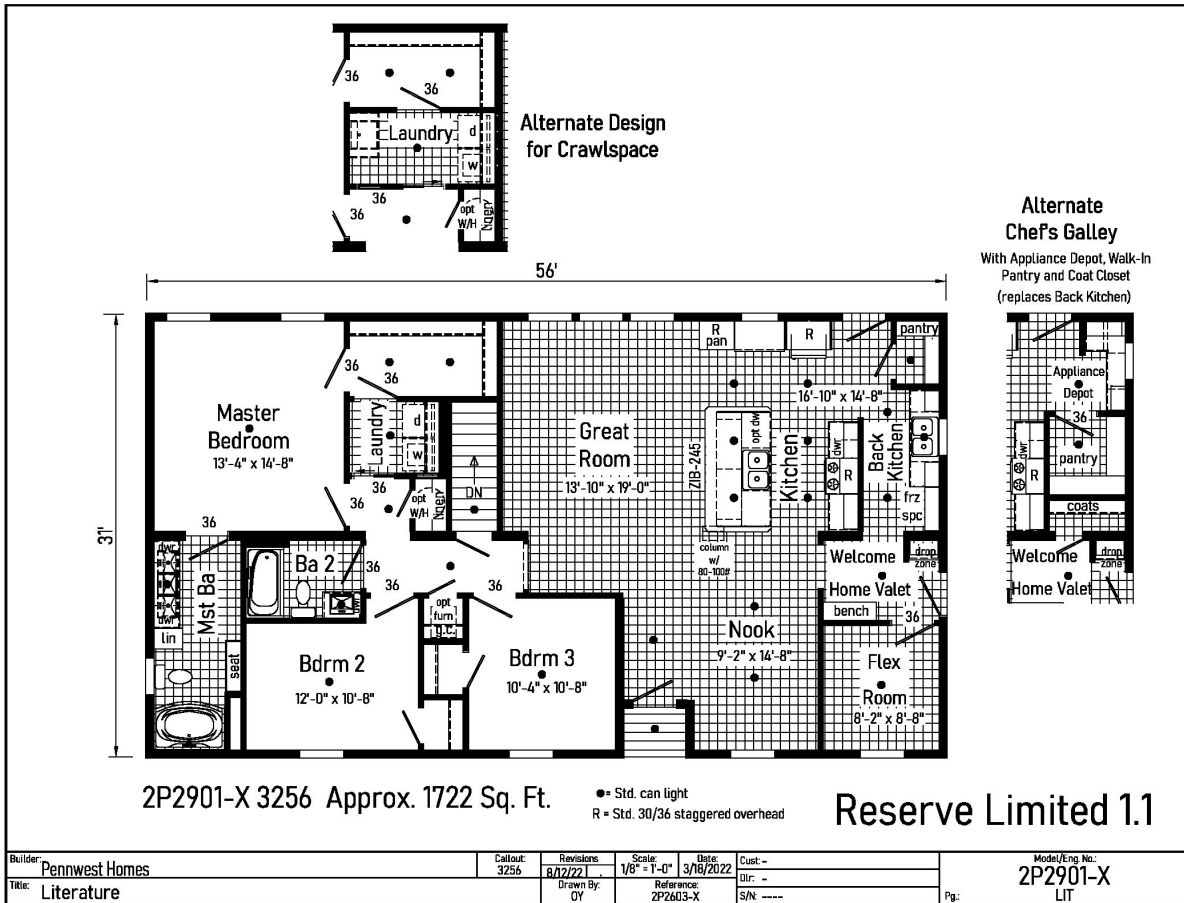 36
36
Laundry
d
w
36
36
opt
W/H
linen
Alternate Design
for Crawlspace
Alternate
Chef's Galley
With Appliance Depot, Walk-In
Pantry and Coat Closet
(replaces Back Kitchen)
56'
31'
Master
Bedroom
13'-4" x 14'-8"
36
36
Laundry
d
w
36
36
opt
W/H
linen
DN
Great
Room
13'-10" x 19'-0"
R
pan
R
pantry
16'-10" x 14'-8"
ZIB-245
opt dw
Kitchen
dwr
R
Back
Kitchen
frz
spc
column
w/
80-100#
Welcome
Home Valet
drop
zone
bench
36
Appliance
Depot
36
dwr
R
pantry
coats
Welcome
Home Valet
drop
zone
36
dwr
dwr
Mst Ba
lin
seat
Ba 2
dwr
36
36
36
opt
furn
g.c.
Bdrm 2
12'-0" x 10'-8"
Bdrm 3
10'-4" x 10'-8"
Nook
9'-2" x 14'-8"
Flex
Room
8'-2" x 8'-8"
2P2901-X 3256 Approx. 1722 Sq. Ft.
●= Std. can light
R = Std. 30/36 staggered overhead
Reserve Limited 1.1
Builder: Pennwest Homes
Callout: 3256
Revisions 8/12/22
Scale: 1/8" = 1'-0"
Date: 3/18/2022
Cust: -
Dlr: -
S/N: ----
Model/Eng. No.:
2P2901-X
Title: Literature
Drawn By: OY
Reference: 2P2603-X
Pg.: LIT